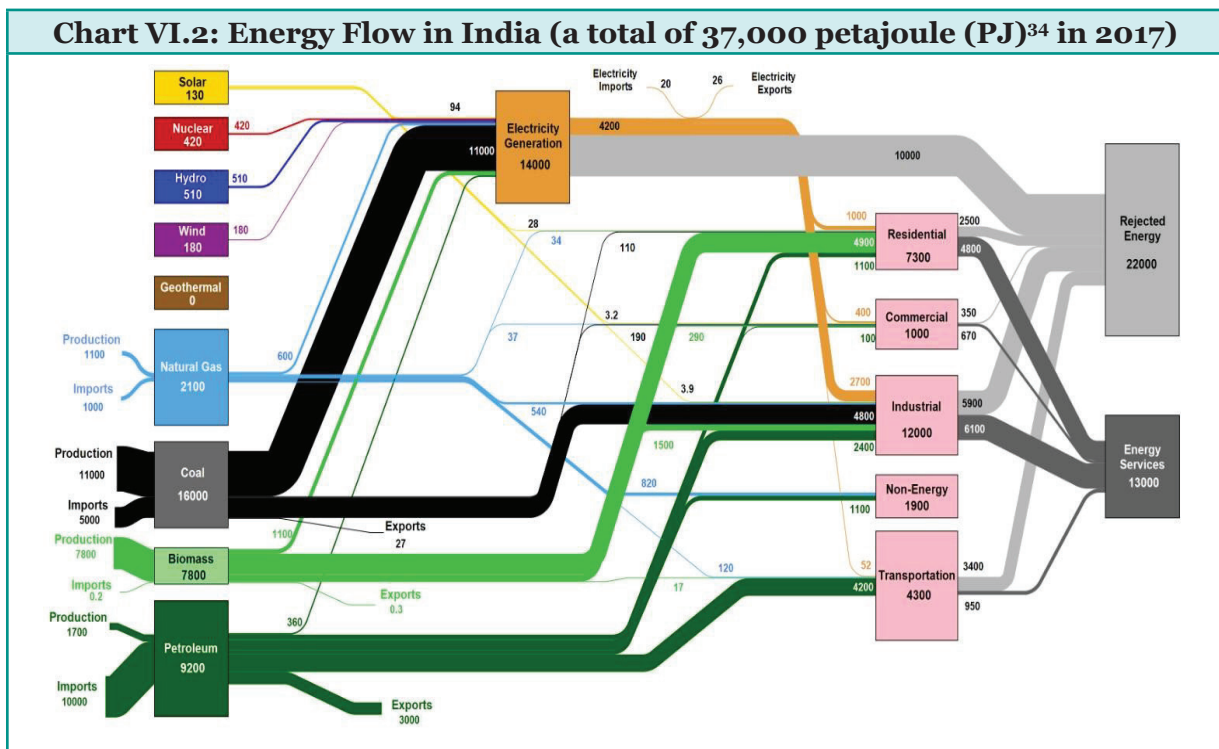 Chart VI.2: Energy Flow in India (a total of 37,000 petajoule (PJ)34 in 2017)
Solar
130
Nuclear
420
420
Hydro
510
510
Wind
180
180
Geothermal
0
Production
1100
Imports
1000
Natural Gas
2100
Production
11000
Imports
5000
Coal
16000
Exports
27
Production
7800
Imports
0.2
Biomass
7800
Exports
0.3
Production
1700
Imports
10000
Petroleum
9200
Exports
3000
94
600
11000
1100
360
Electricity
Generation
14000
Electricity
Imports
20
26
Electricity
Exports
4200
10000
28
34
110
37
3.2
190
290
3.9
540
1500
820
120
17
1000
4900
1100
Residential
7300
2500
4800
400
100
Commercial
1000
350
670
2700
4800
2400
Industrial
12000
5900
6100
1100
Non-Energy
1900
52
4200
Transportation
4300
3400
950
Rejected
Energy
22000
Energy
Services
13000